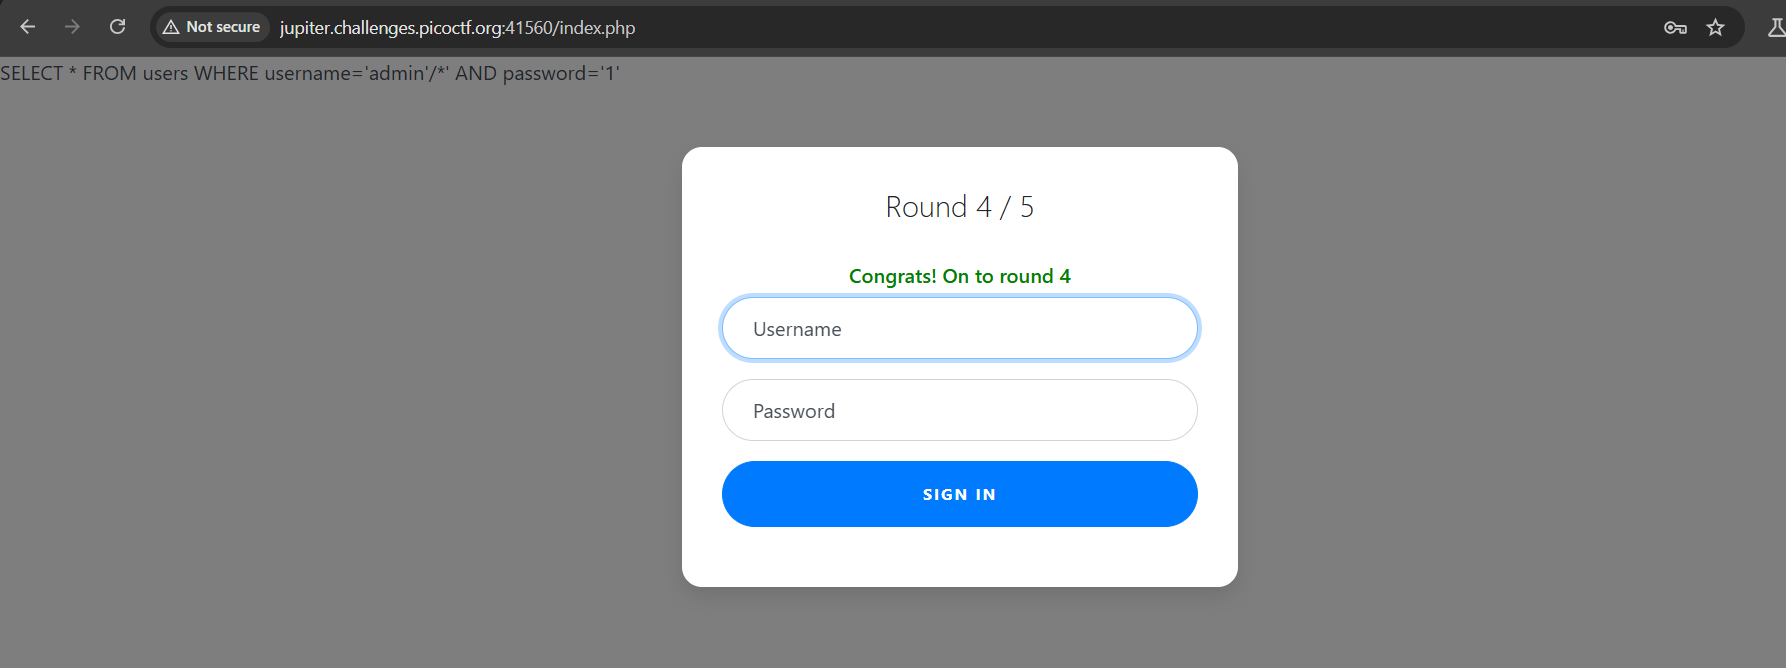 Not secure jupiter.challenges.picoctf.org:41560/index.php
SELECT * FROM users WHERE username='admin'/*' AND password='1'
Round 4 / 5
Congrats! On to round 4
Username
Password
SIGN IN